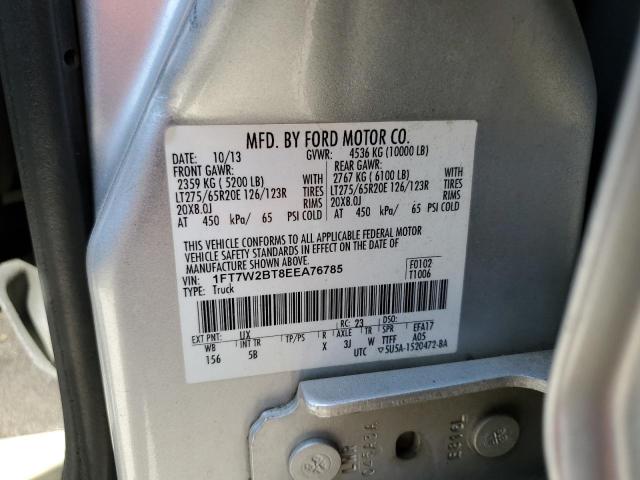 MFD. BY FORD MOTOR CO.
DATE: 10/13 GVWR: 4536 KG (10000 LB)
FRONT GAWR: REAR GAWR:
2359 KG ( 5200 LB) 2767 KG ( 6100 LB)
LT275/65R20E 126/123R TIRES LT275/65R20E 126/123R TIRES
20X8.0J RIMS 20X8.0J RIMS
AT 450 kPa/ 65 PSI COLD AT 450 kPa/ 65 PSI COLD
THIS VEHICLE CONFORMS TO ALL APPLICABLE FEDERAL MOTOR
VEHICLE SAFETY STANDARDS IN EFFECT ON THE DATE OF
MANUFACTURE SHOWN ABOVE.
VIN: 1FT7W2BT8EEA76785 F0102
TYPE: Truck T1006
EXT PNT: UX RC: 23 DSO:
WB INT TR TP/PS R AXLE TR SPR EFA17
156 5B X 3J W TTFF A05
UTC 5U5A-1520472-BA